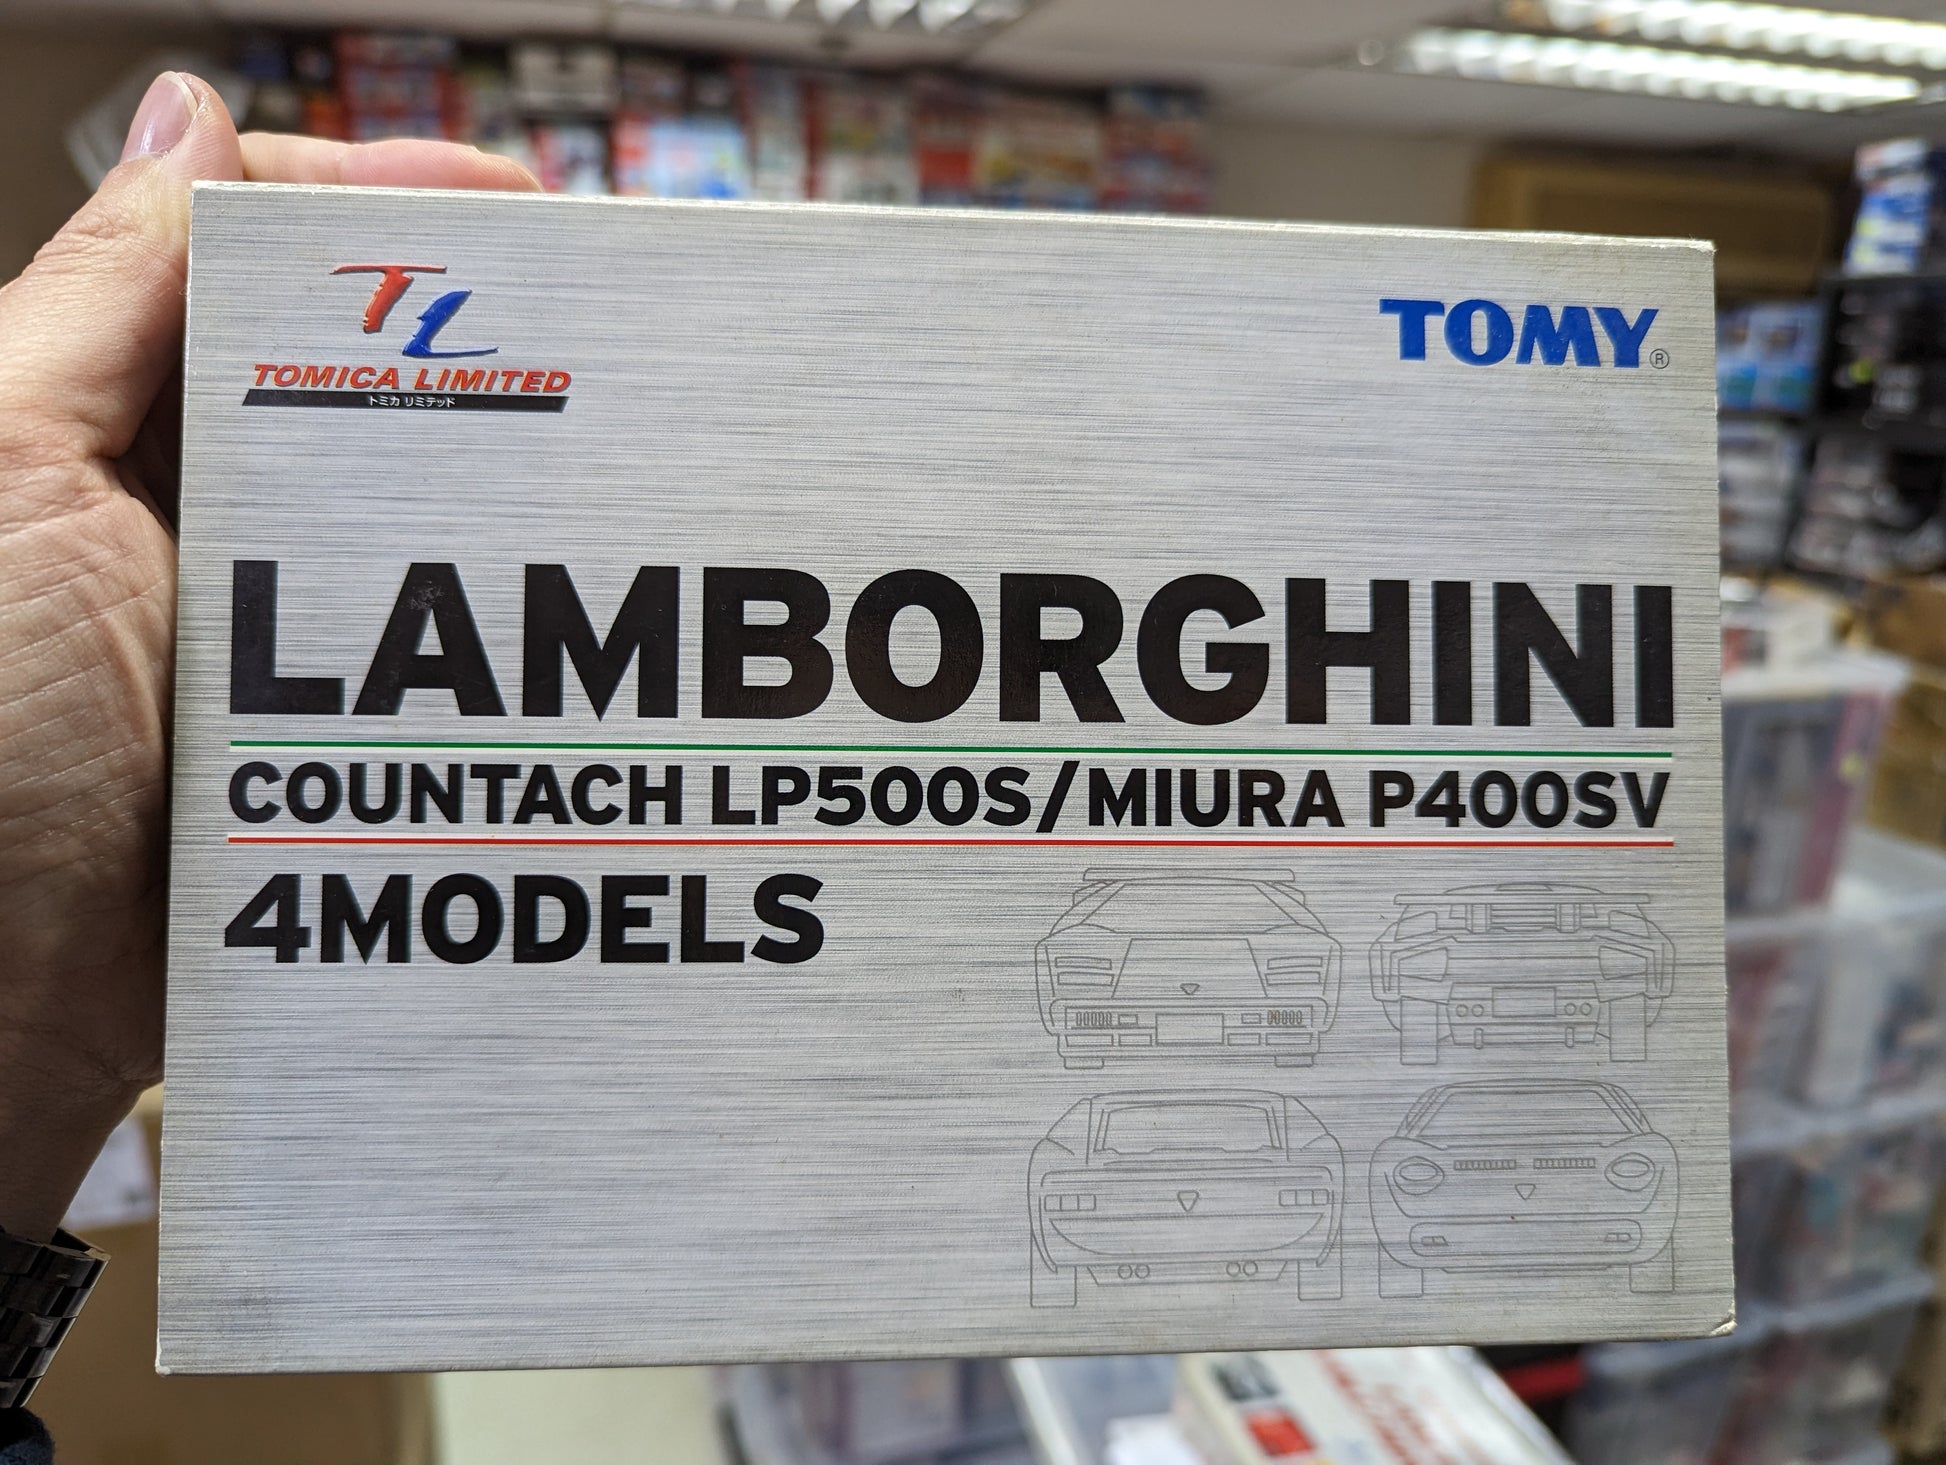 TL
TOMICA LIMITED
トミカ リミテッド
TOMY®
LAMBORGHINI
COUNTACH LP500S/MIURA P400SV
4MODELS